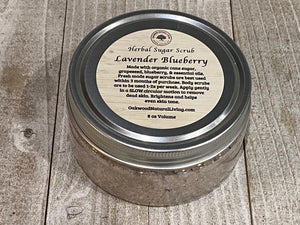 Herbal Sugar Scrub
Lavender Blueberry
Made with organic cane sugar,
grapeseed, blueberry, & essential oils.
Fresh made sugar scrubs are best used
within 3 months of purchase. Body scrubs
are to be used 1-2x per week. Apply gently
in a SLOW circular motion to remove
dead skin. Brightens and helps
even skin tone.
OakwoodNaturalLiving.com
8 oz Volume